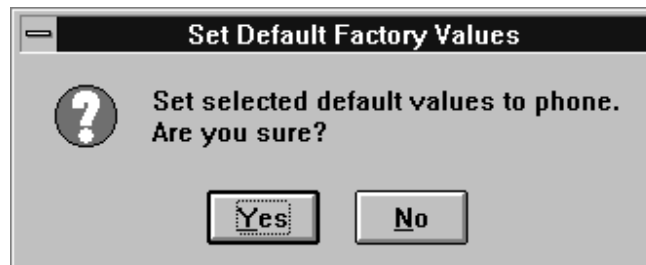 Set Default Factory Values
Set selected default values to phone.
Are you sure?
Yes No